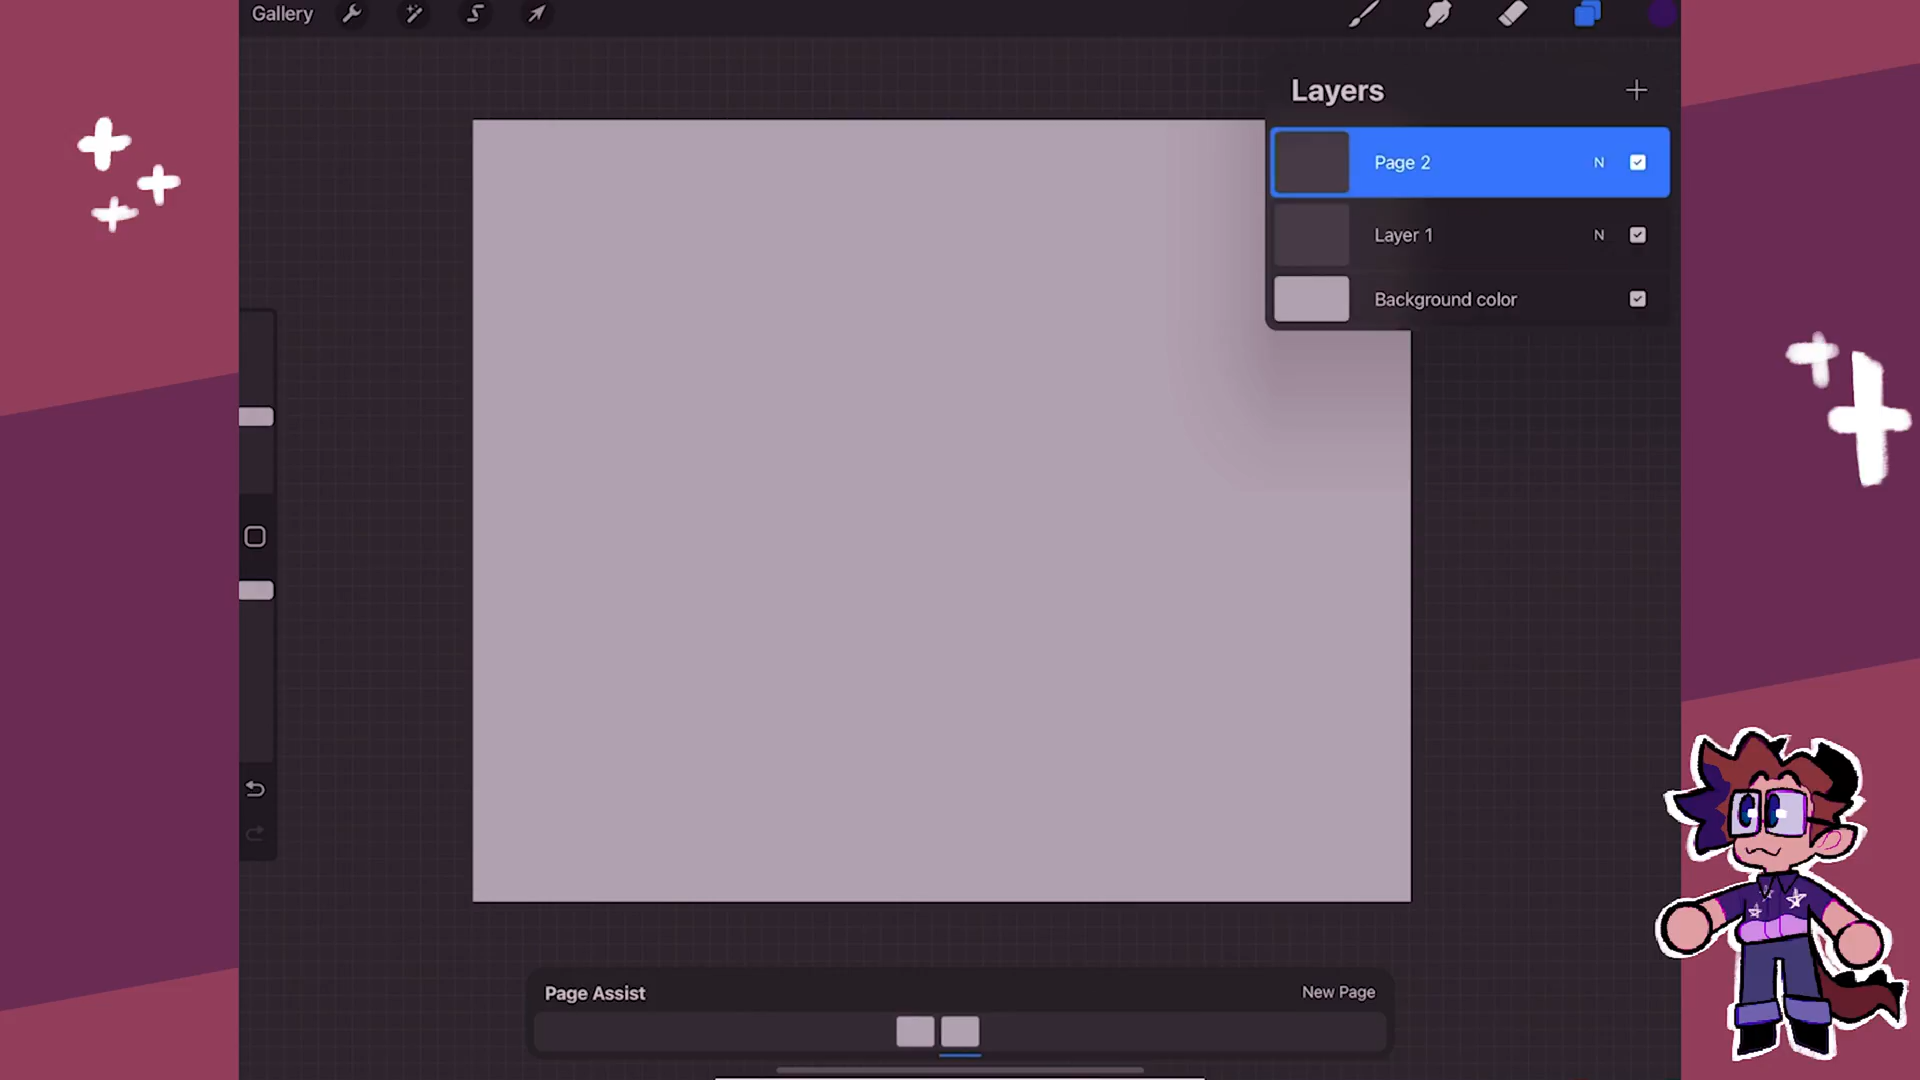 Gallery
Layers
Page 2 N
Layer 1 N
Background color
Page Assist New Page